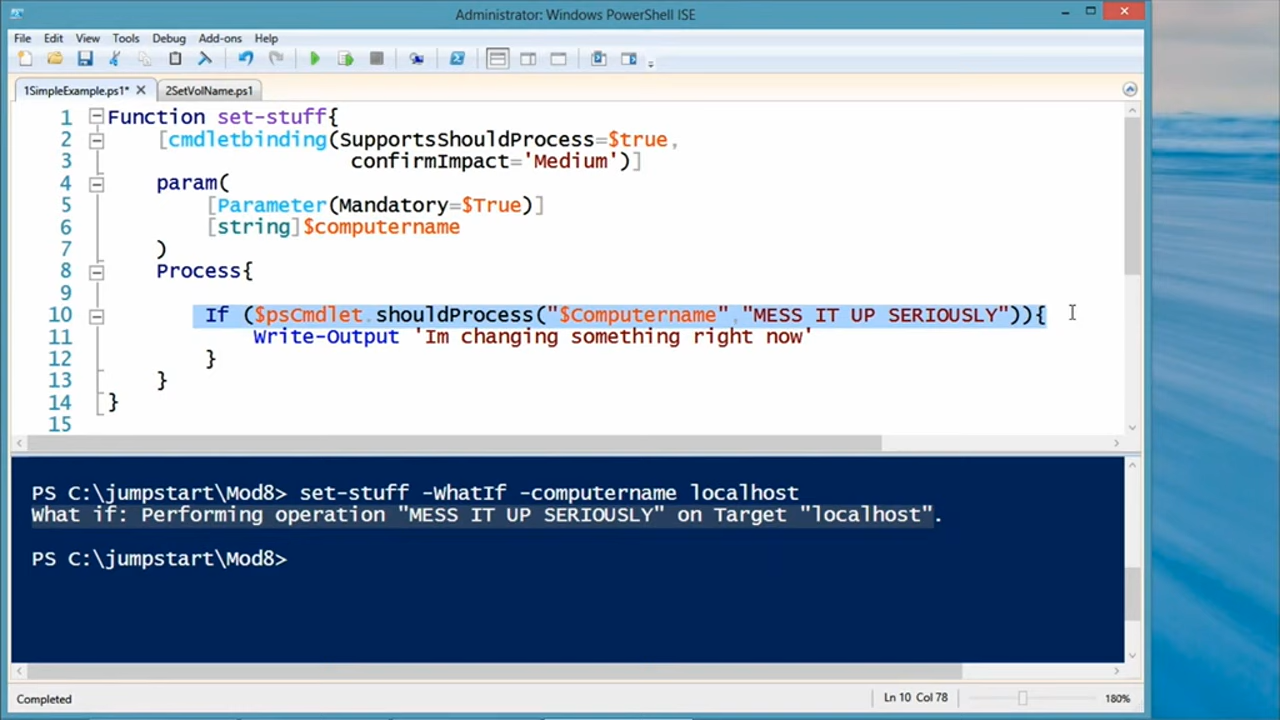 Administrator: Windows PowerShell ISE
File Edit View Tools Debug Add-ons Help
1SimpleExample.ps1* 2SetVolName.ps1
1 Function set-stuff{
2 [cmdletbinding(SupportsShouldProcess=$true,
3 confirmImpact='Medium')]
4 param(
5 [Parameter(Mandatory=$True)]
6 [string]$computername
7 )
8 Process{
9
10 If ($psCmdlet.shouldProcess("$Computername","MESS IT UP SERIOUSLY")){
11 Write-Output 'Im changing something right now'
12 }
13 }
14 }
15
PS C:\jumpstart\Mod8> set-stuff -WhatIf -computername localhost
What if: Performing operation "MESS IT UP SERIOUSLY" on Target "localhost".
PS C:\jumpstart\Mod8>
Completed Ln 10 Col 78 180%